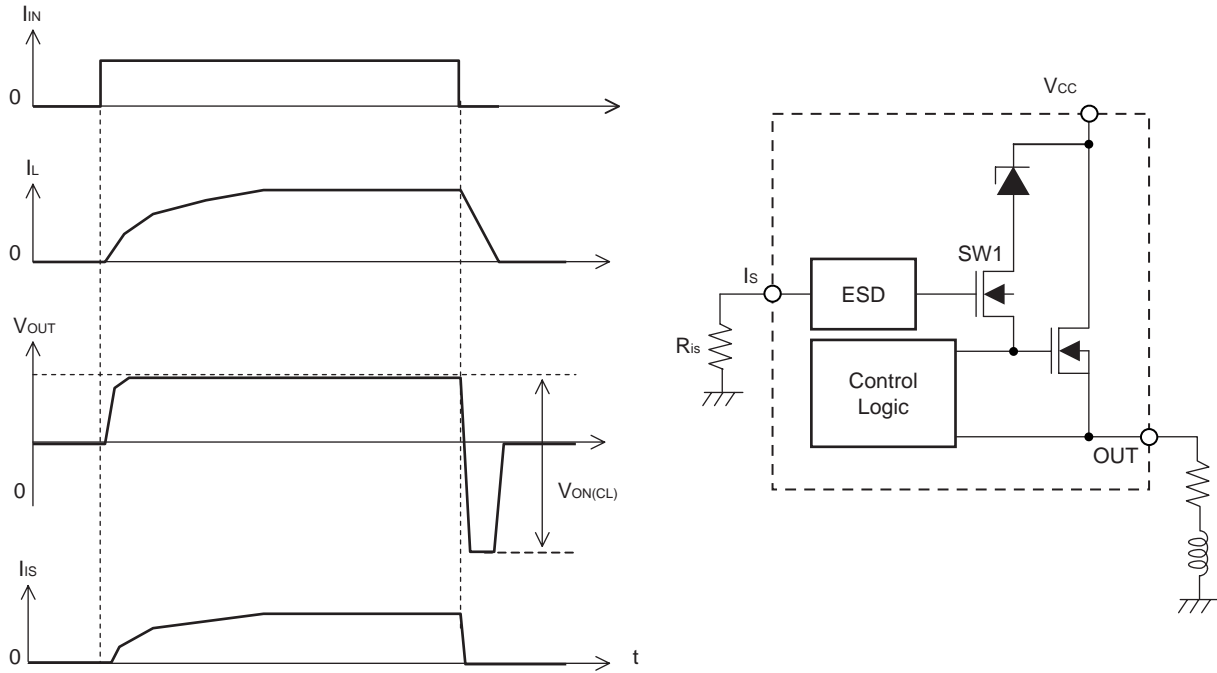 IIN
0
IL
0
VOUT
0
VON(CL)
IIS
0
t
VCC
SW1
IS
ESD
Ris
Control
Logic
OUT